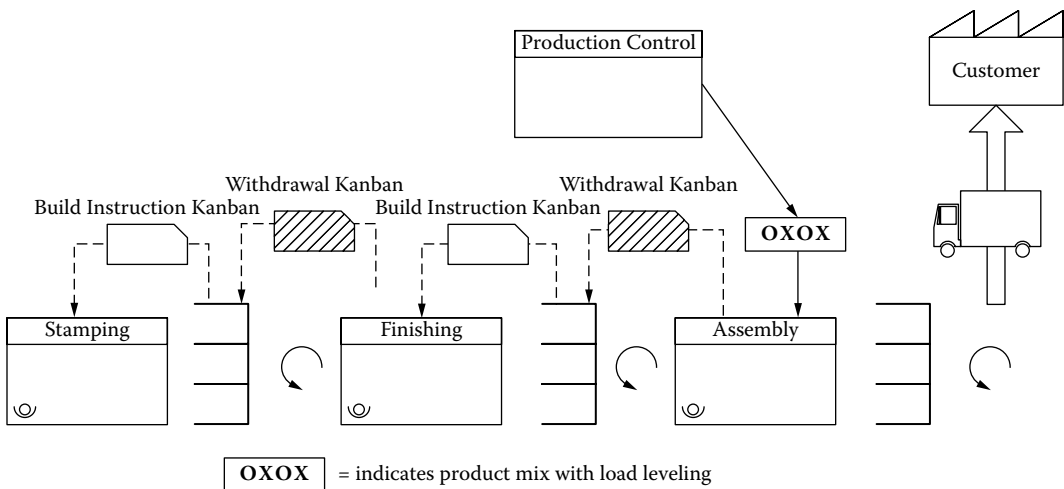 Production Control
Customer
Withdrawal Kanban
Build Instruction Kanban
Withdrawal Kanban
Build Instruction Kanban
OXOX
Stamping
Finishing
Assembly
OXOX = indicates product mix with load leveling